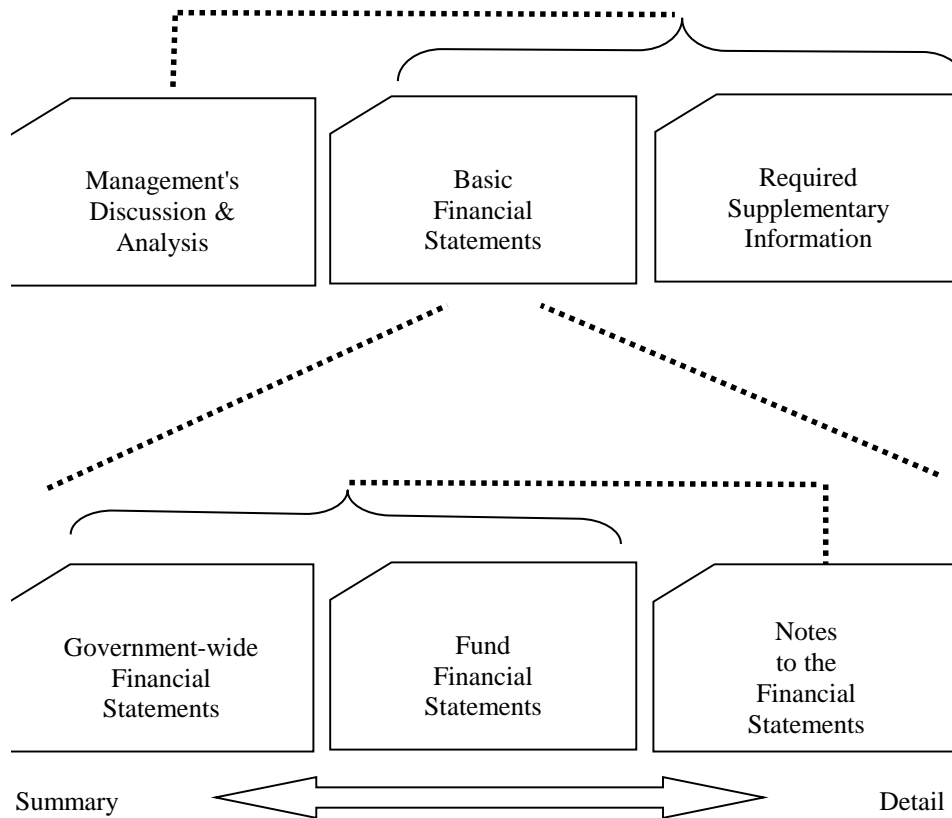 Management's
Discussion &
Analysis
Basic
Financial
Statements
Required
Supplementary
Information
Government-wide
Financial
Statements
Fund
Financial
Statements
Notes
to the
Financial
Statements
Summary
Detail